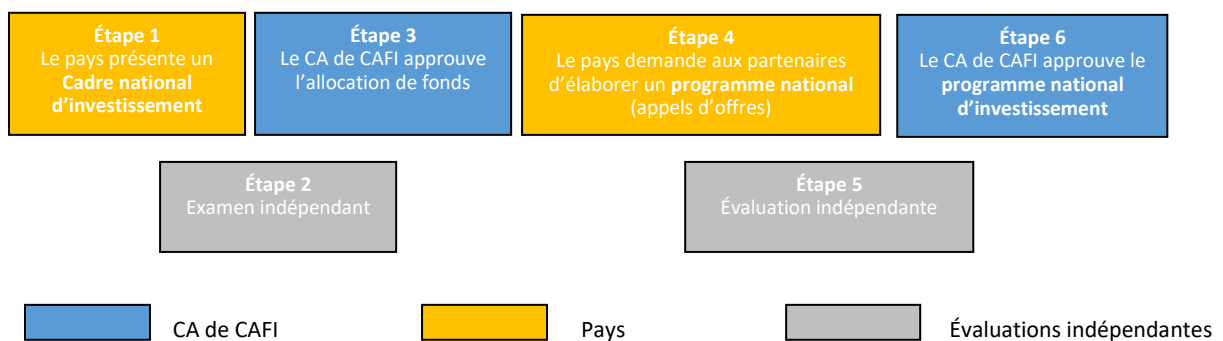 Étape 1
Le pays présente un
Cadre national
d'investissement
Étape 3
Le CA de CAFI approuve
l'allocation de fonds
Étape 4
Le pays demande aux partenaires
d'élaborer un programme national
(appels d'offres)
Étape 6
Le CA de CAFI approuve le
programme national
d'investissement
Étape 2
Examen indépendant
Étape 5
Évaluation indépendante
CA de CAFI
Pays
Évaluations indépendantes